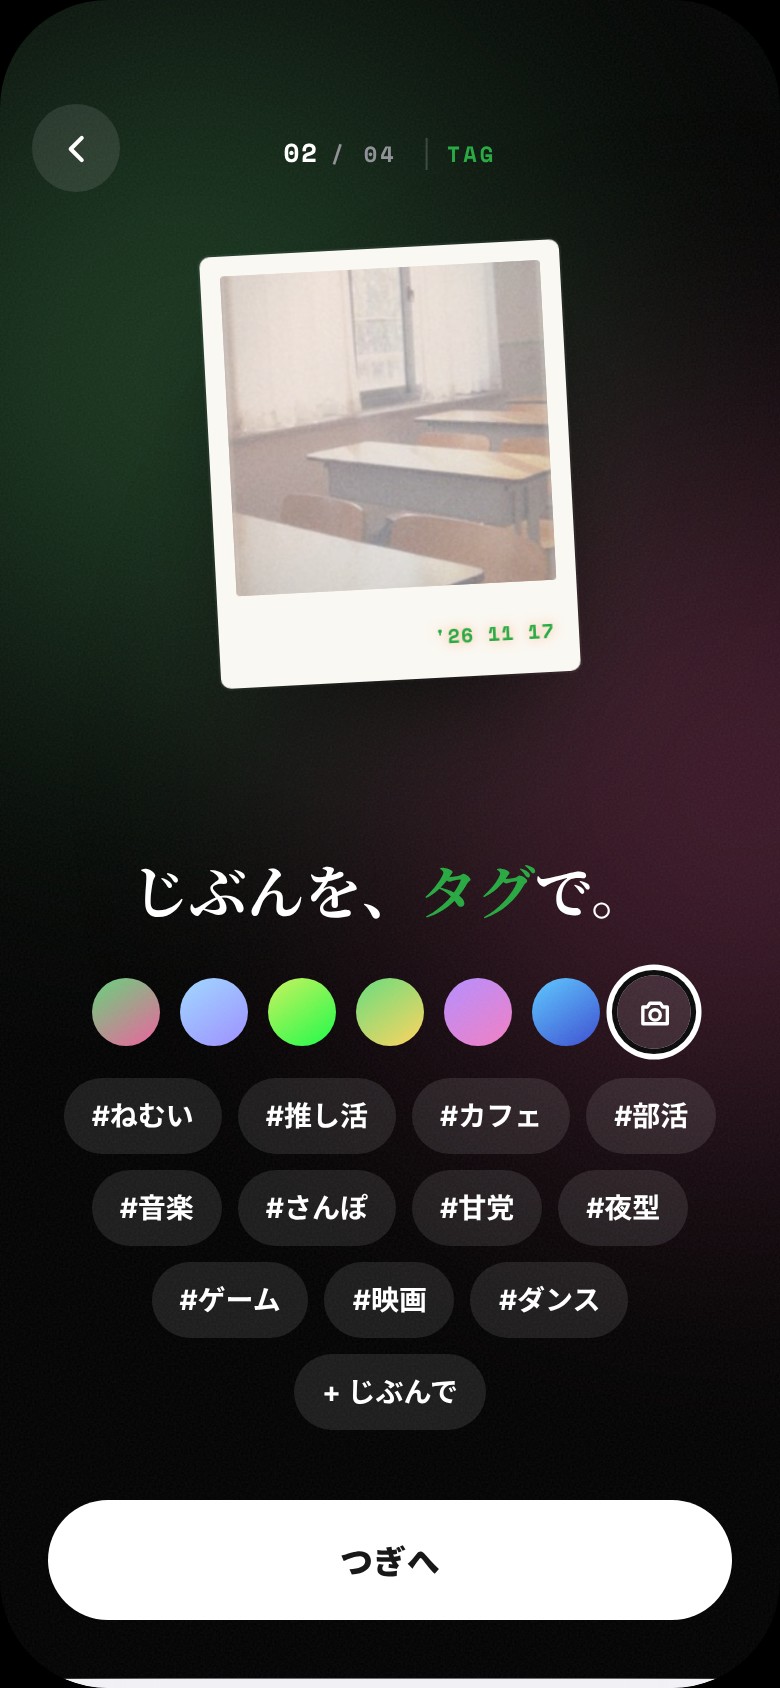 02 / 04 TAG
'26 11 17
じぶんを、タグで。
#ねむい #推し活 #カフェ #部活
#音楽 #さんぽ #甘党 #夜型
#ゲーム #映画 #ダンス
+ じぶんで
つぎへ